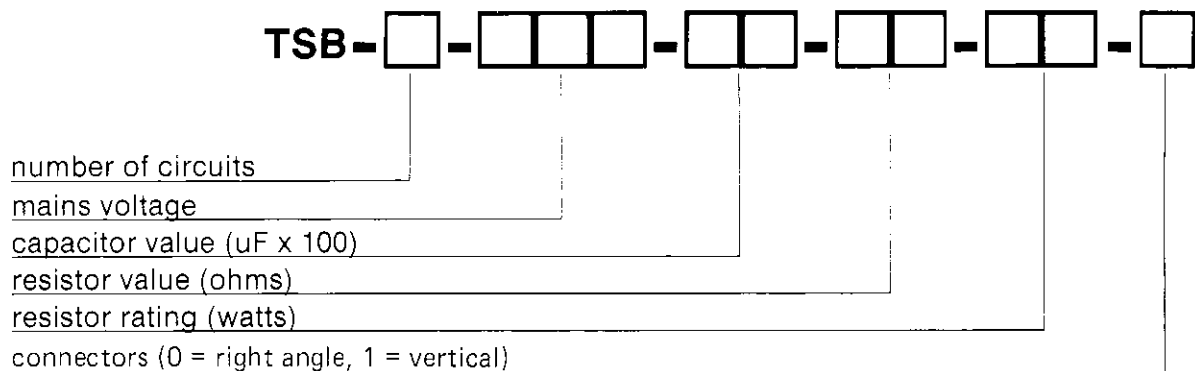 TSB-□-□□□-□□-□□-□□-□
number of circuits
mains voltage
capacitor value (uF x 100)
resistor value (ohms)
resistor rating (watts)
connectors (0 = right angle, 1 = vertical)